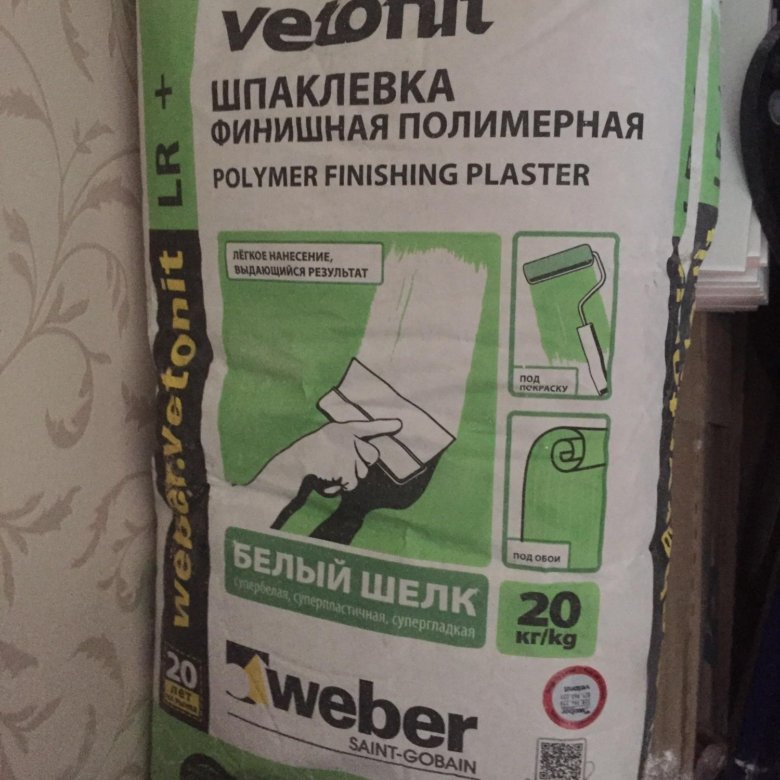 vetonit
ШПАКЛЕВКА
ФИНИШНАЯ ПОЛИМЕРНАЯ
POLYMER FINISHING PLASTER
LR +
weber.vetonit
ЛЁГКОЕ НАНЕСЕНИЕ,
ВЫДАЮЩИЙСЯ РЕЗУЛЬТАТ
ПОД
ПОКРАСКУ
ПОД ОБОИ
БЕЛЫЙ ШЕЛК
супербелая, суперпластичная, супергладкая
20
кг/kg
20
ЛЕТ
weber
SAINT-GOBAIN